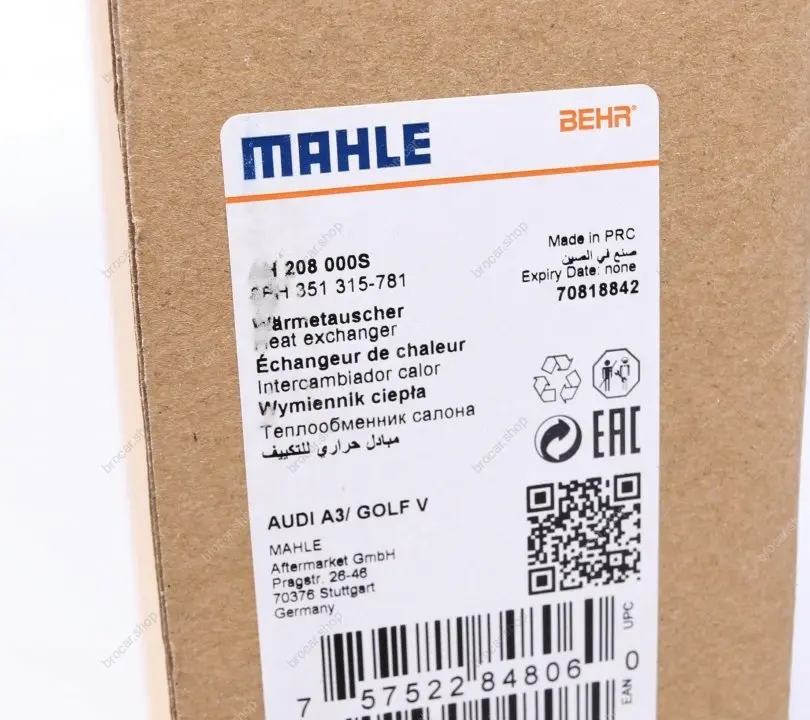 MAHLE
BEHR®
208 000S
351 315-781
Made in PRC
صنع في الصين
Expiry Date: none
70818842
Wärmetauscher
Heat exchanger
Échangeur de chaleur
Intercambiador calor
Wymiennik ciepła
Теплообменник салона
مبادل حراري للتكييف
EAC
AUDI A3/ GOLF V
MAHLE
Aftermarket GmbH
Pragstr. 26-46
70376 Stuttgart
Germany
7 57522 84806 0
UPC
EAN
brocar.shop